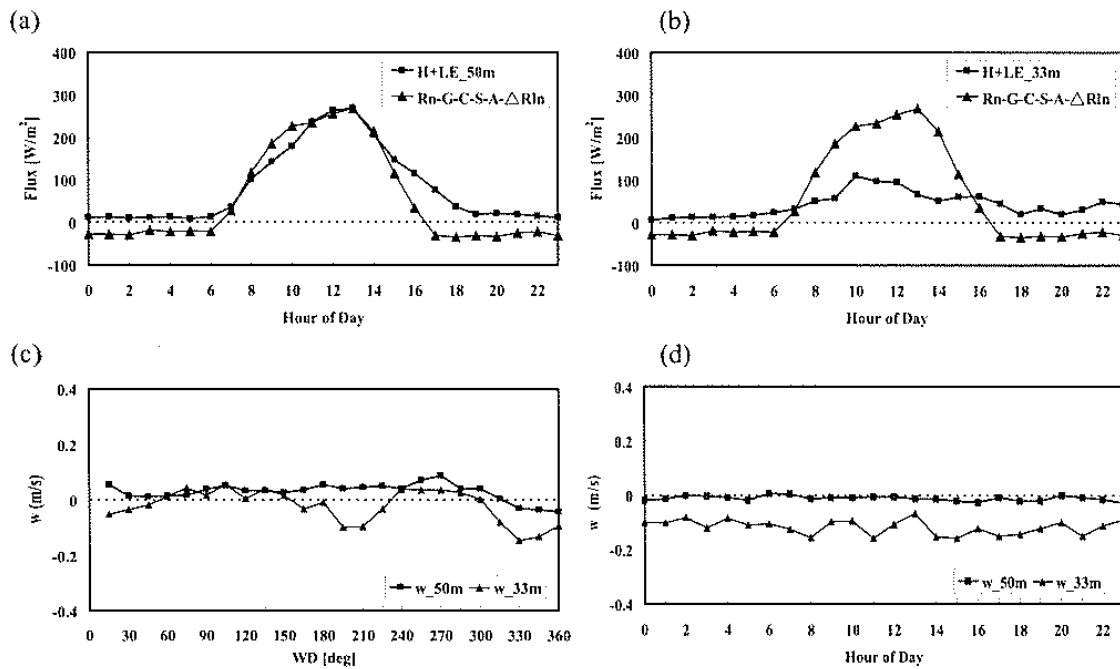 (a)
400
300
200
100
0
-100
Flux [W/m²]
H+LE_50m
Rn-G-C-S-A-△Rln
0 2 4 6 8 10 12 14 16 18 20 22
Hour of Day
(b)
400
300
200
100
0
-100
Flux [W/m²]
H+LE_33m
Rn-G-C-S-A-△Rln
0 2 4 6 8 10 12 14 16 18 20 22
Hour of Day
(c)
0.4
0.2
0
-0.2
-0.4
w (m/s)
w_50m w_33m
0 30 60 90 120 150 180 210 240 270 300 330 360
WD [deg]
(d)
0.4
0.2
0
-0.2
-0.4
w (m/s)
w_50m w_33m
0 2 4 6 8 10 12 14 16 18 20 22
Hour of Day